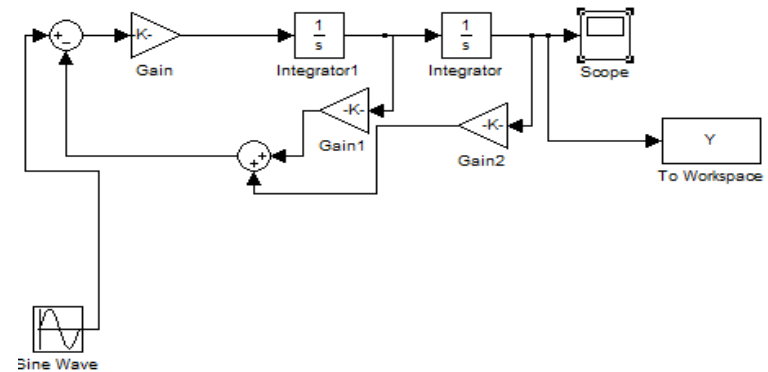 -K-
Gain
1
s
Integrator1
1
s
Integrator
Scope
-K-
Gain1
-K-
Gain2
Y
To Workspace
Sine Wave